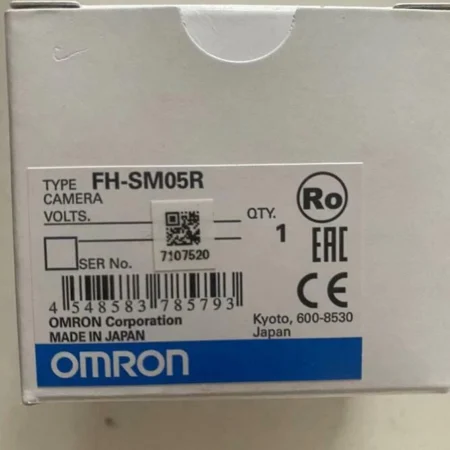 TYPE FH-SM05R
CAMERA
VOLTS.
QTY. 1
SER No.
7107520
Ro
EAC
CE
4 548583 785793
OMRON Corporation
MADE IN JAPAN
Kyoto, 600-8530
Japan
OMRON